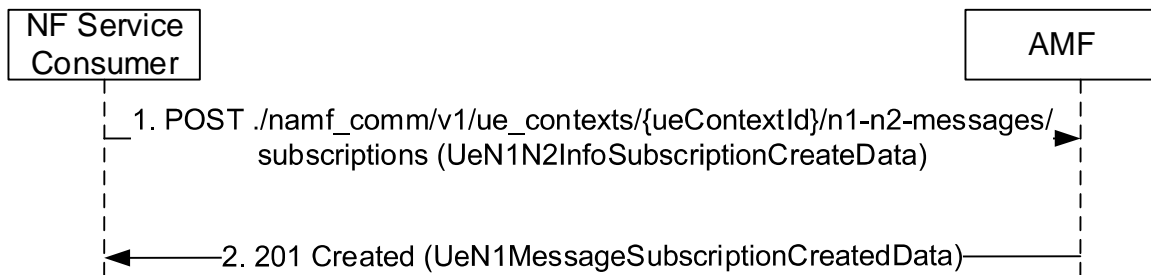 NF Service
Consumer
AMF
1. POST ./namf_comm/v1/ue_contexts/{ueContextId}/n1-n2-messages/
subscriptions (UeN1N2InfoSubscriptionCreateData)
2. 201 Created (UeN1MessageSubscriptionCreatedData)